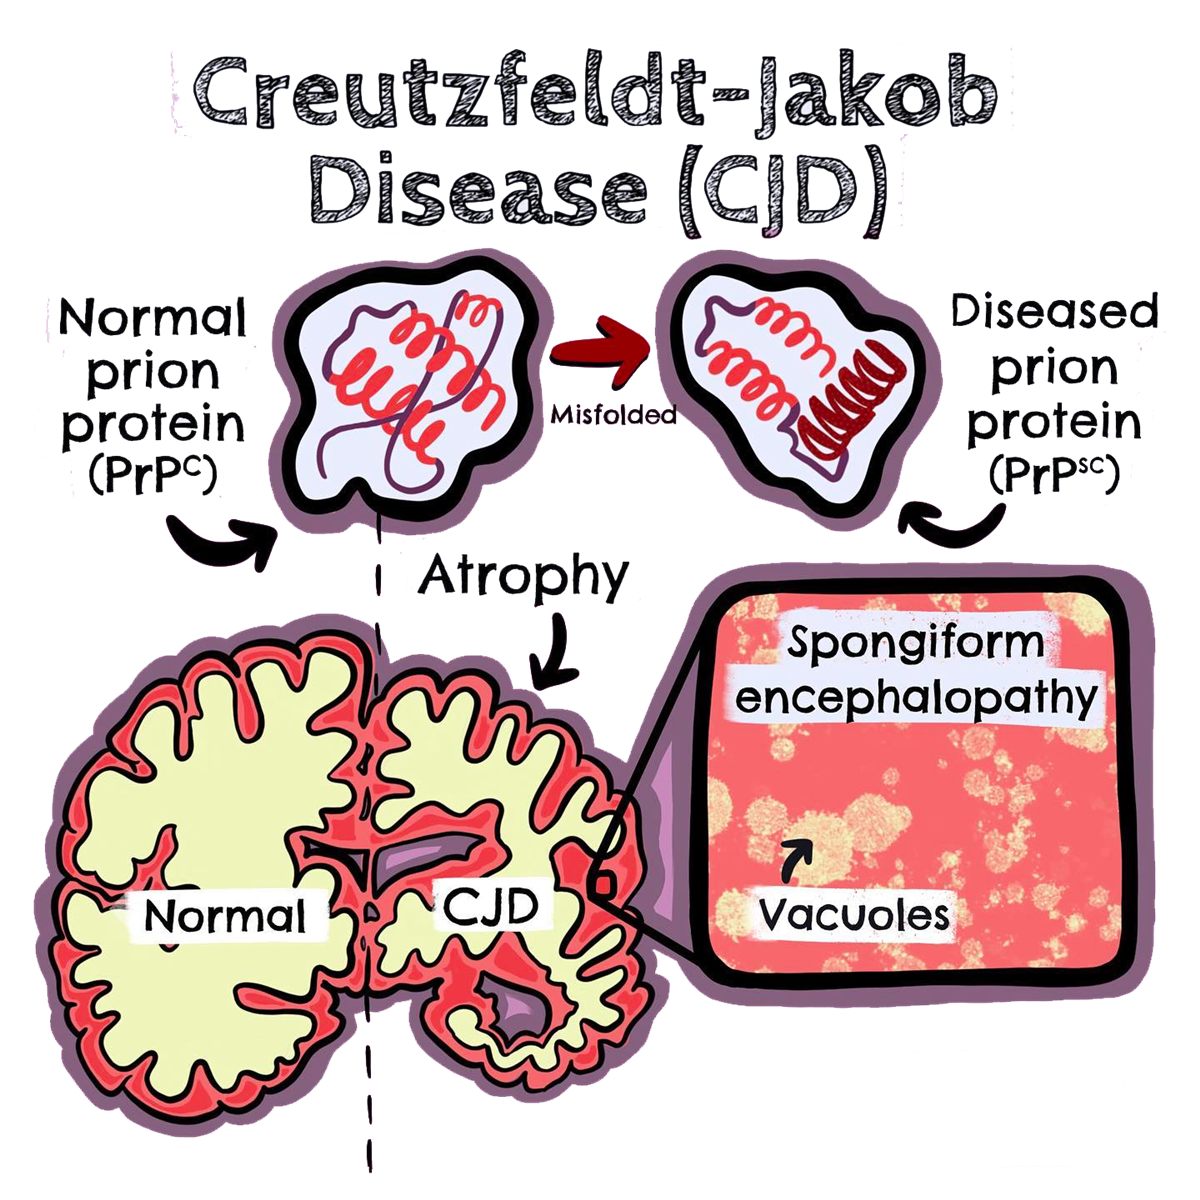 Creutzfeldt-Jakob
Disease (CJD)
Normal
prion
protein
(PrPᶜ)
Misfolded
Diseased
prion
protein
(PrPˢᶜ)
Atrophy
Spongiform
encephalopathy
Vacuoles
Normal
CJD